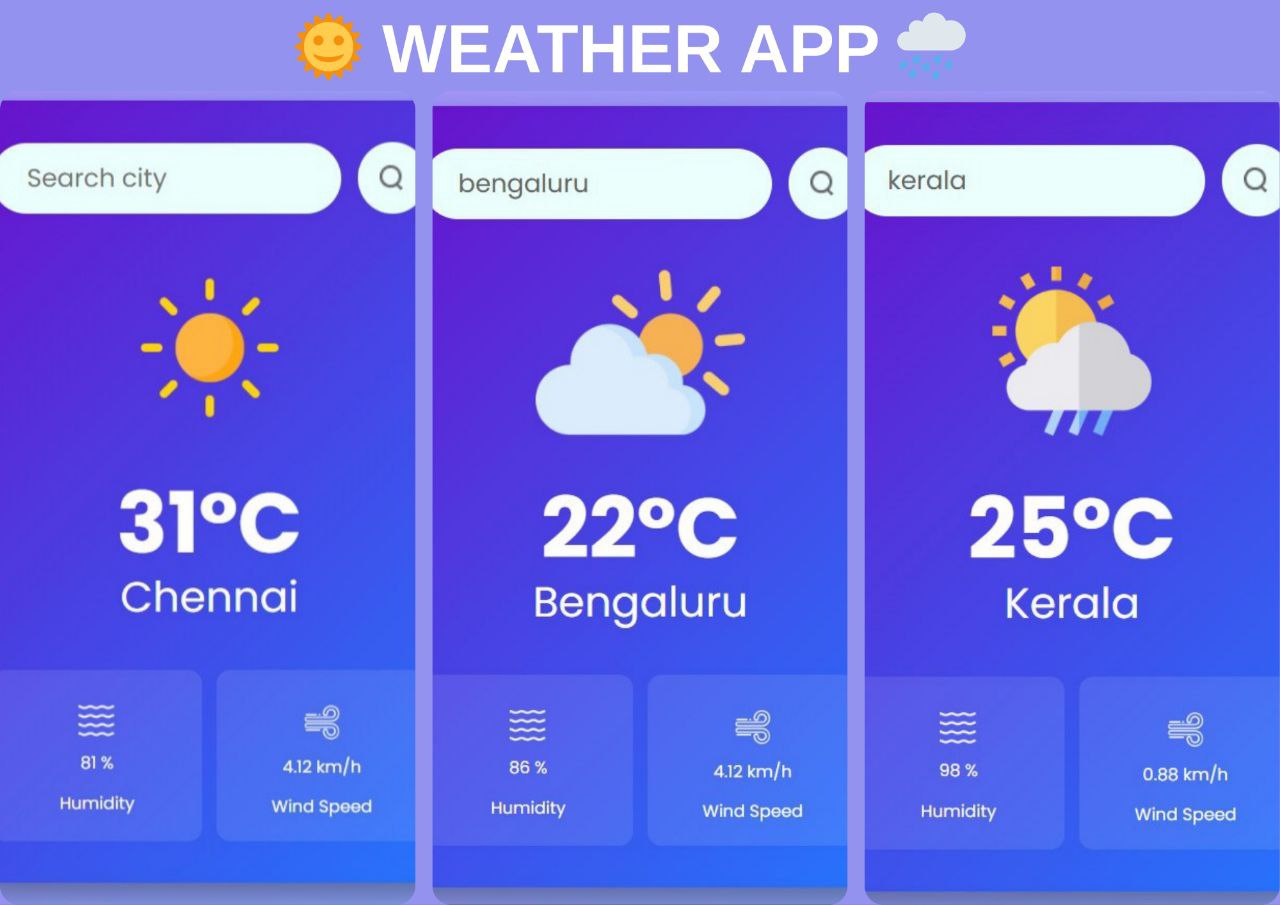 WEATHER APP
Search city
31°C
Chennai
81 %
Humidity
4.12 km/h
Wind Speed
bengaluru
22°C
Bengaluru
86 %
Humidity
4.12 km/h
Wind Speed
kerala
25°C
Kerala
98 %
Humidity
0.88 km/h
Wind Speed